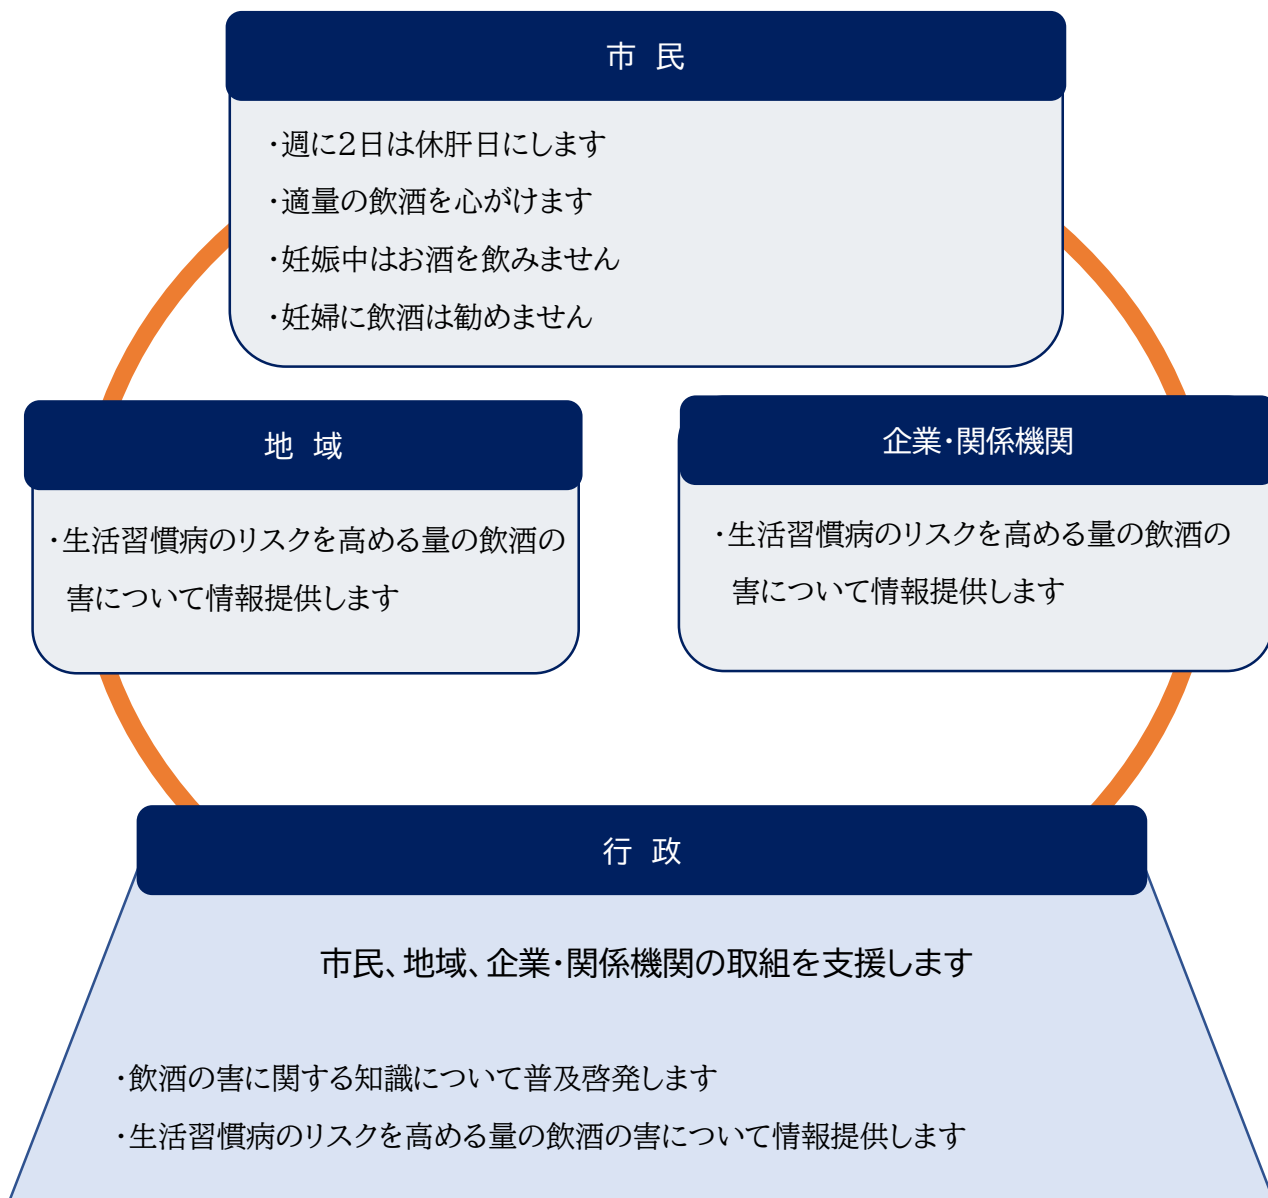 市 民
・週に2日は休肝日にします
・適量の飲酒を心がけます
・妊娠中はお酒を飲みません
・妊婦に飲酒は勧めません
地 域
・生活習慣病のリスクを高める量の飲酒の
害について情報提供します
企業・関係機関
・生活習慣病のリスクを高める量の飲酒の
害について情報提供します
行 政
市民、地域、企業・関係機関の取組を支援します
・飲酒の害に関する知識について普及啓発します
・生活習慣病のリスクを高める量の飲酒の害について情報提供します